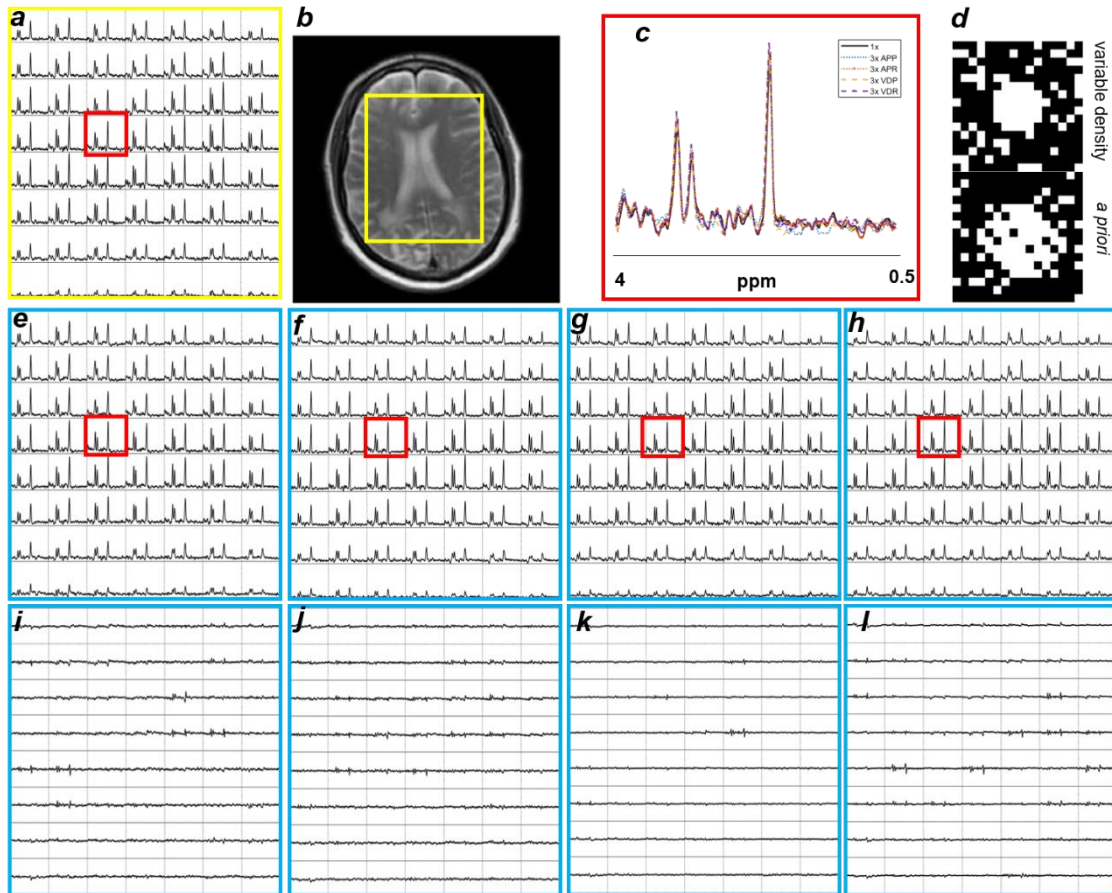 a
b
c
d
1x
3x APP
3x APR
3x VDP
3x VDR
4
ppm
0.5
variable density
a priori
e
f
g
h
i
j
k
l